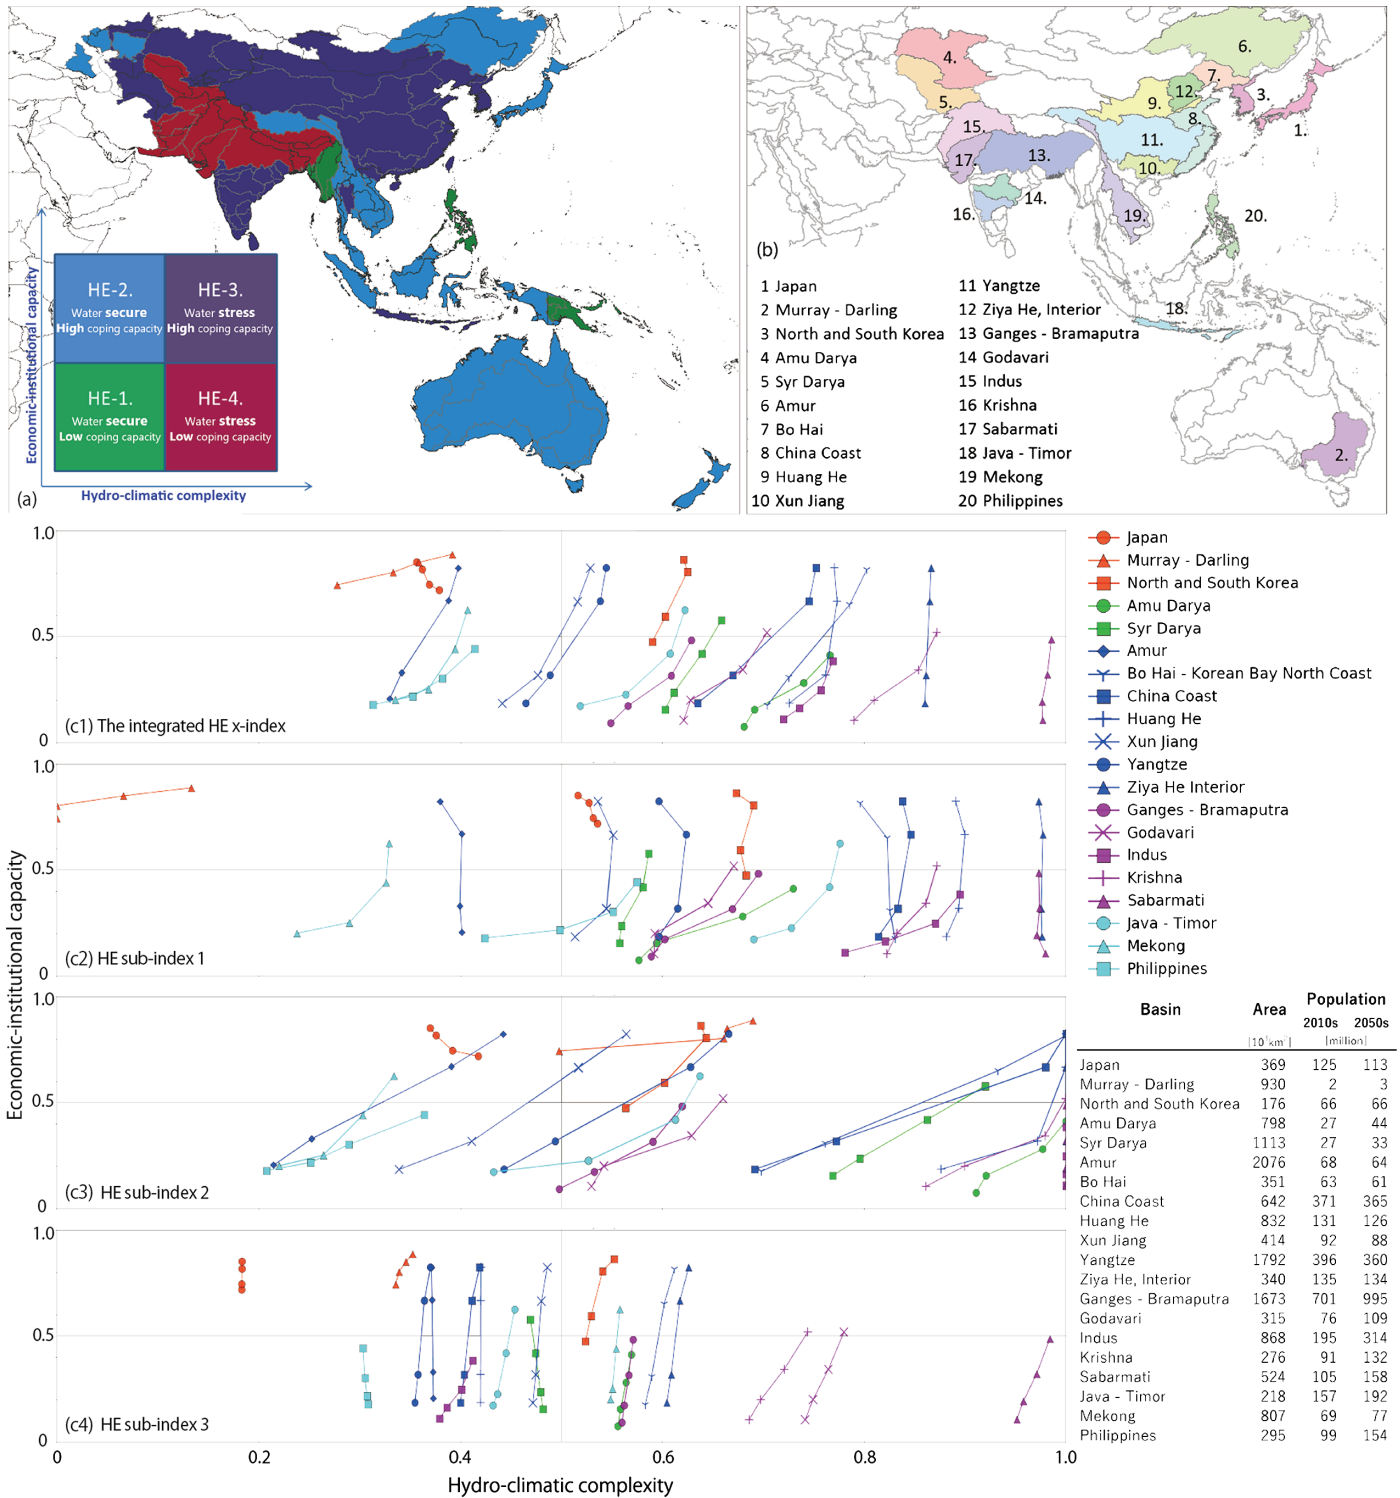 Economic-institutional capacity
HE-2.
Water secure
High coping capacity
HE-3.
Water stress
High coping capacity
HE-1.
Water secure
Low coping capacity
HE-4.
Water stress
Low coping capacity
(a)
Hydro-climatic complexity
4.
6.
7.
5.
12.
3.
9.
8.
1.
15.
11.
17.
13.
10.
14.
16.
19.
20.
(b)
18.
2.
1 Japan
2 Murray - Darling
3 North and South Korea
4 Amu Darya
5 Syr Darya
6 Amur
7 Bo Hai
8 China Coast
9 Huang He
10 Xun Jiang
11 Yangtze
12 Ziya He, Interior
13 Ganges - Bramaputra
14 Godavari
15 Indus
16 Krishna
17 Sabarmati
18 Java - Timor
19 Mekong
20 Philippines
Economic-institutional capacity
1.0
0.5
0
(c1) The integrated HE x-index
1.0
0.5
0
(c2) HE sub-index 1
1.0
0.5
0
(c3) HE sub-index 2
1.0
0.5
0
(c4) HE sub-index 3
0 0.2 0.4 0.6 0.8 1.0
Hydro-climatic complexity
Japan
Murray - Darling
North and South Korea
Amu Darya
Syr Darya
Amur
Bo Hai - Korean Bay North Coast
China Coast
Huang He
Xun Jiang
Yangtze
Ziya He Interior
Ganges - Bramaputra
Godavari
Indus
Krishna
Sabarmati
Java - Timor
Mekong
Philippines
Basin Area Population
2010s 2050s
[million]
Japan 369 125 113
Murray - Darling 930 2 3
North and South Korea 176 66 66
Amu Darya 798 27 44
Syr Darya 1113 27 33
Amur 2076 68 64
Bo Hai 351 63 61
China Coast 642 371 365
Huang He 832 131 126
Xun Jiang 414 92 88
Yangtze 1792 396 360
Ziya He, Interior 340 135 134
Ganges - Bramaputra 1673 701 995
Godavari 315 76 109
Indus 868 195 314
Krishna 276 91 132
Sabarmati 524 105 158
Java - Timor 218 157 192
Mekong 807 69 77
Philippines 295 99 154